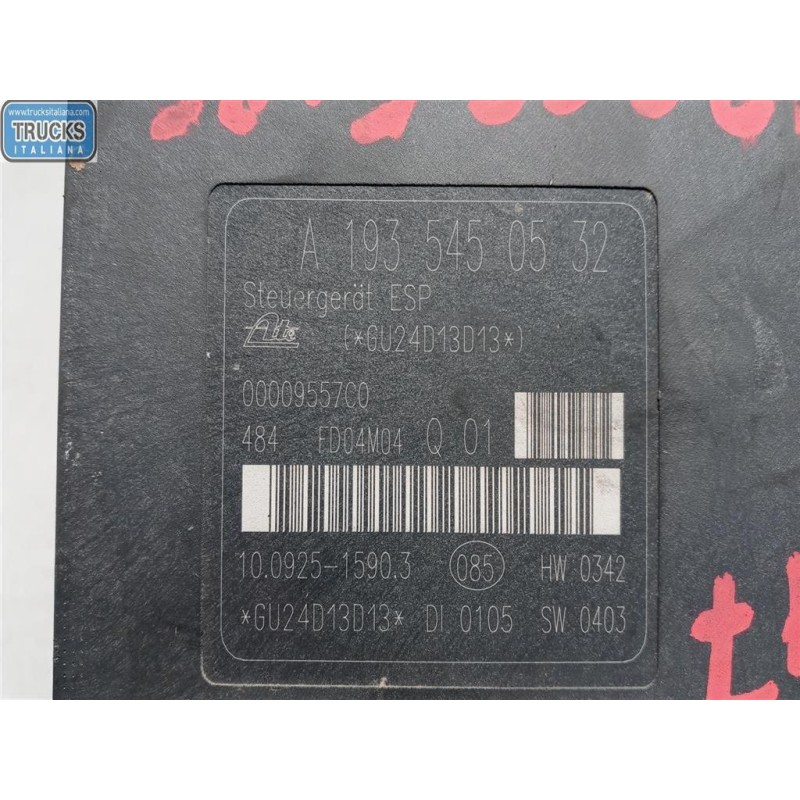 www.trucksitaliana.com
TRUCKS
ITALIANA
A 193 545 05 32
Steuergerät ESP
Ate (*GU24D13D13*)
00009557C0
484 FD04M04 Q 01
10.0925-1590.3 085 HW 0342
*GU24D13D13* DI 0105 SW 0403